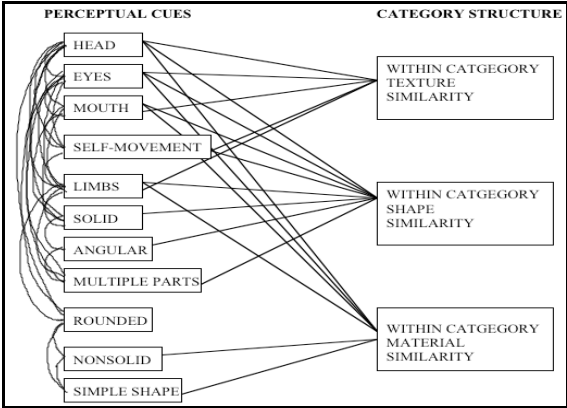 PERCEPTUAL CUES
CATEGORY STRUCTURE
HEAD
EYES
MOUTH
SELF-MOVEMENT
LIMBS
SOLID
ANGULAR
MULTIPLE PARTS
ROUNDED
NONSOLID
SIMPLE SHAPE
WITHIN CATGEGORY
TEXTURE
SIMILARITY
WITHIN CATGEGORY
SHAPE
SIMILARITY
WITHIN CATGEGORY
MATERIAL
SIMILARITY